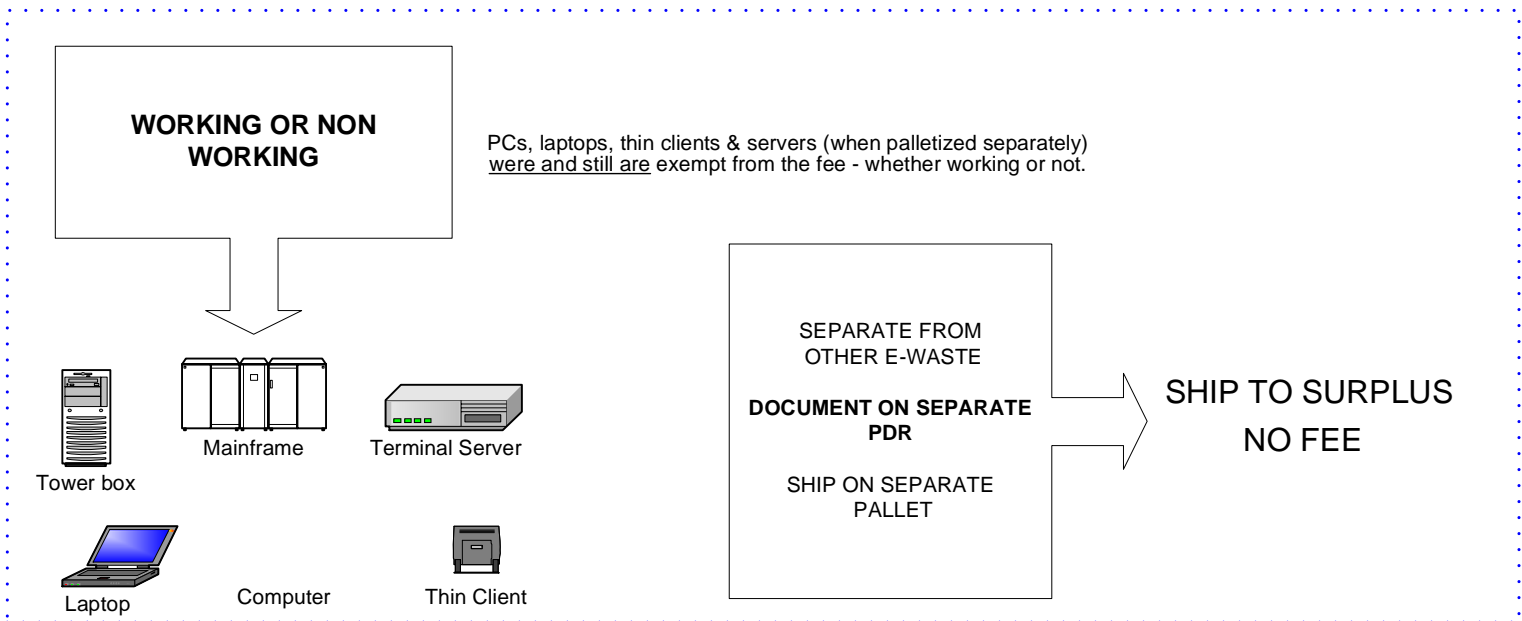 WORKING OR NON
WORKING
PCs, laptops, thin clients & servers (when palletized separately)
were and still are exempt from the fee - whether working or not.
Tower box
Mainframe
Terminal Server
Laptop
Computer
Thin Client
SEPARATE FROM
OTHER E-WASTE
DOCUMENT ON SEPARATE
PDR
SHIP ON SEPARATE
PALLET
SHIP TO SURPLUS
NO FEE